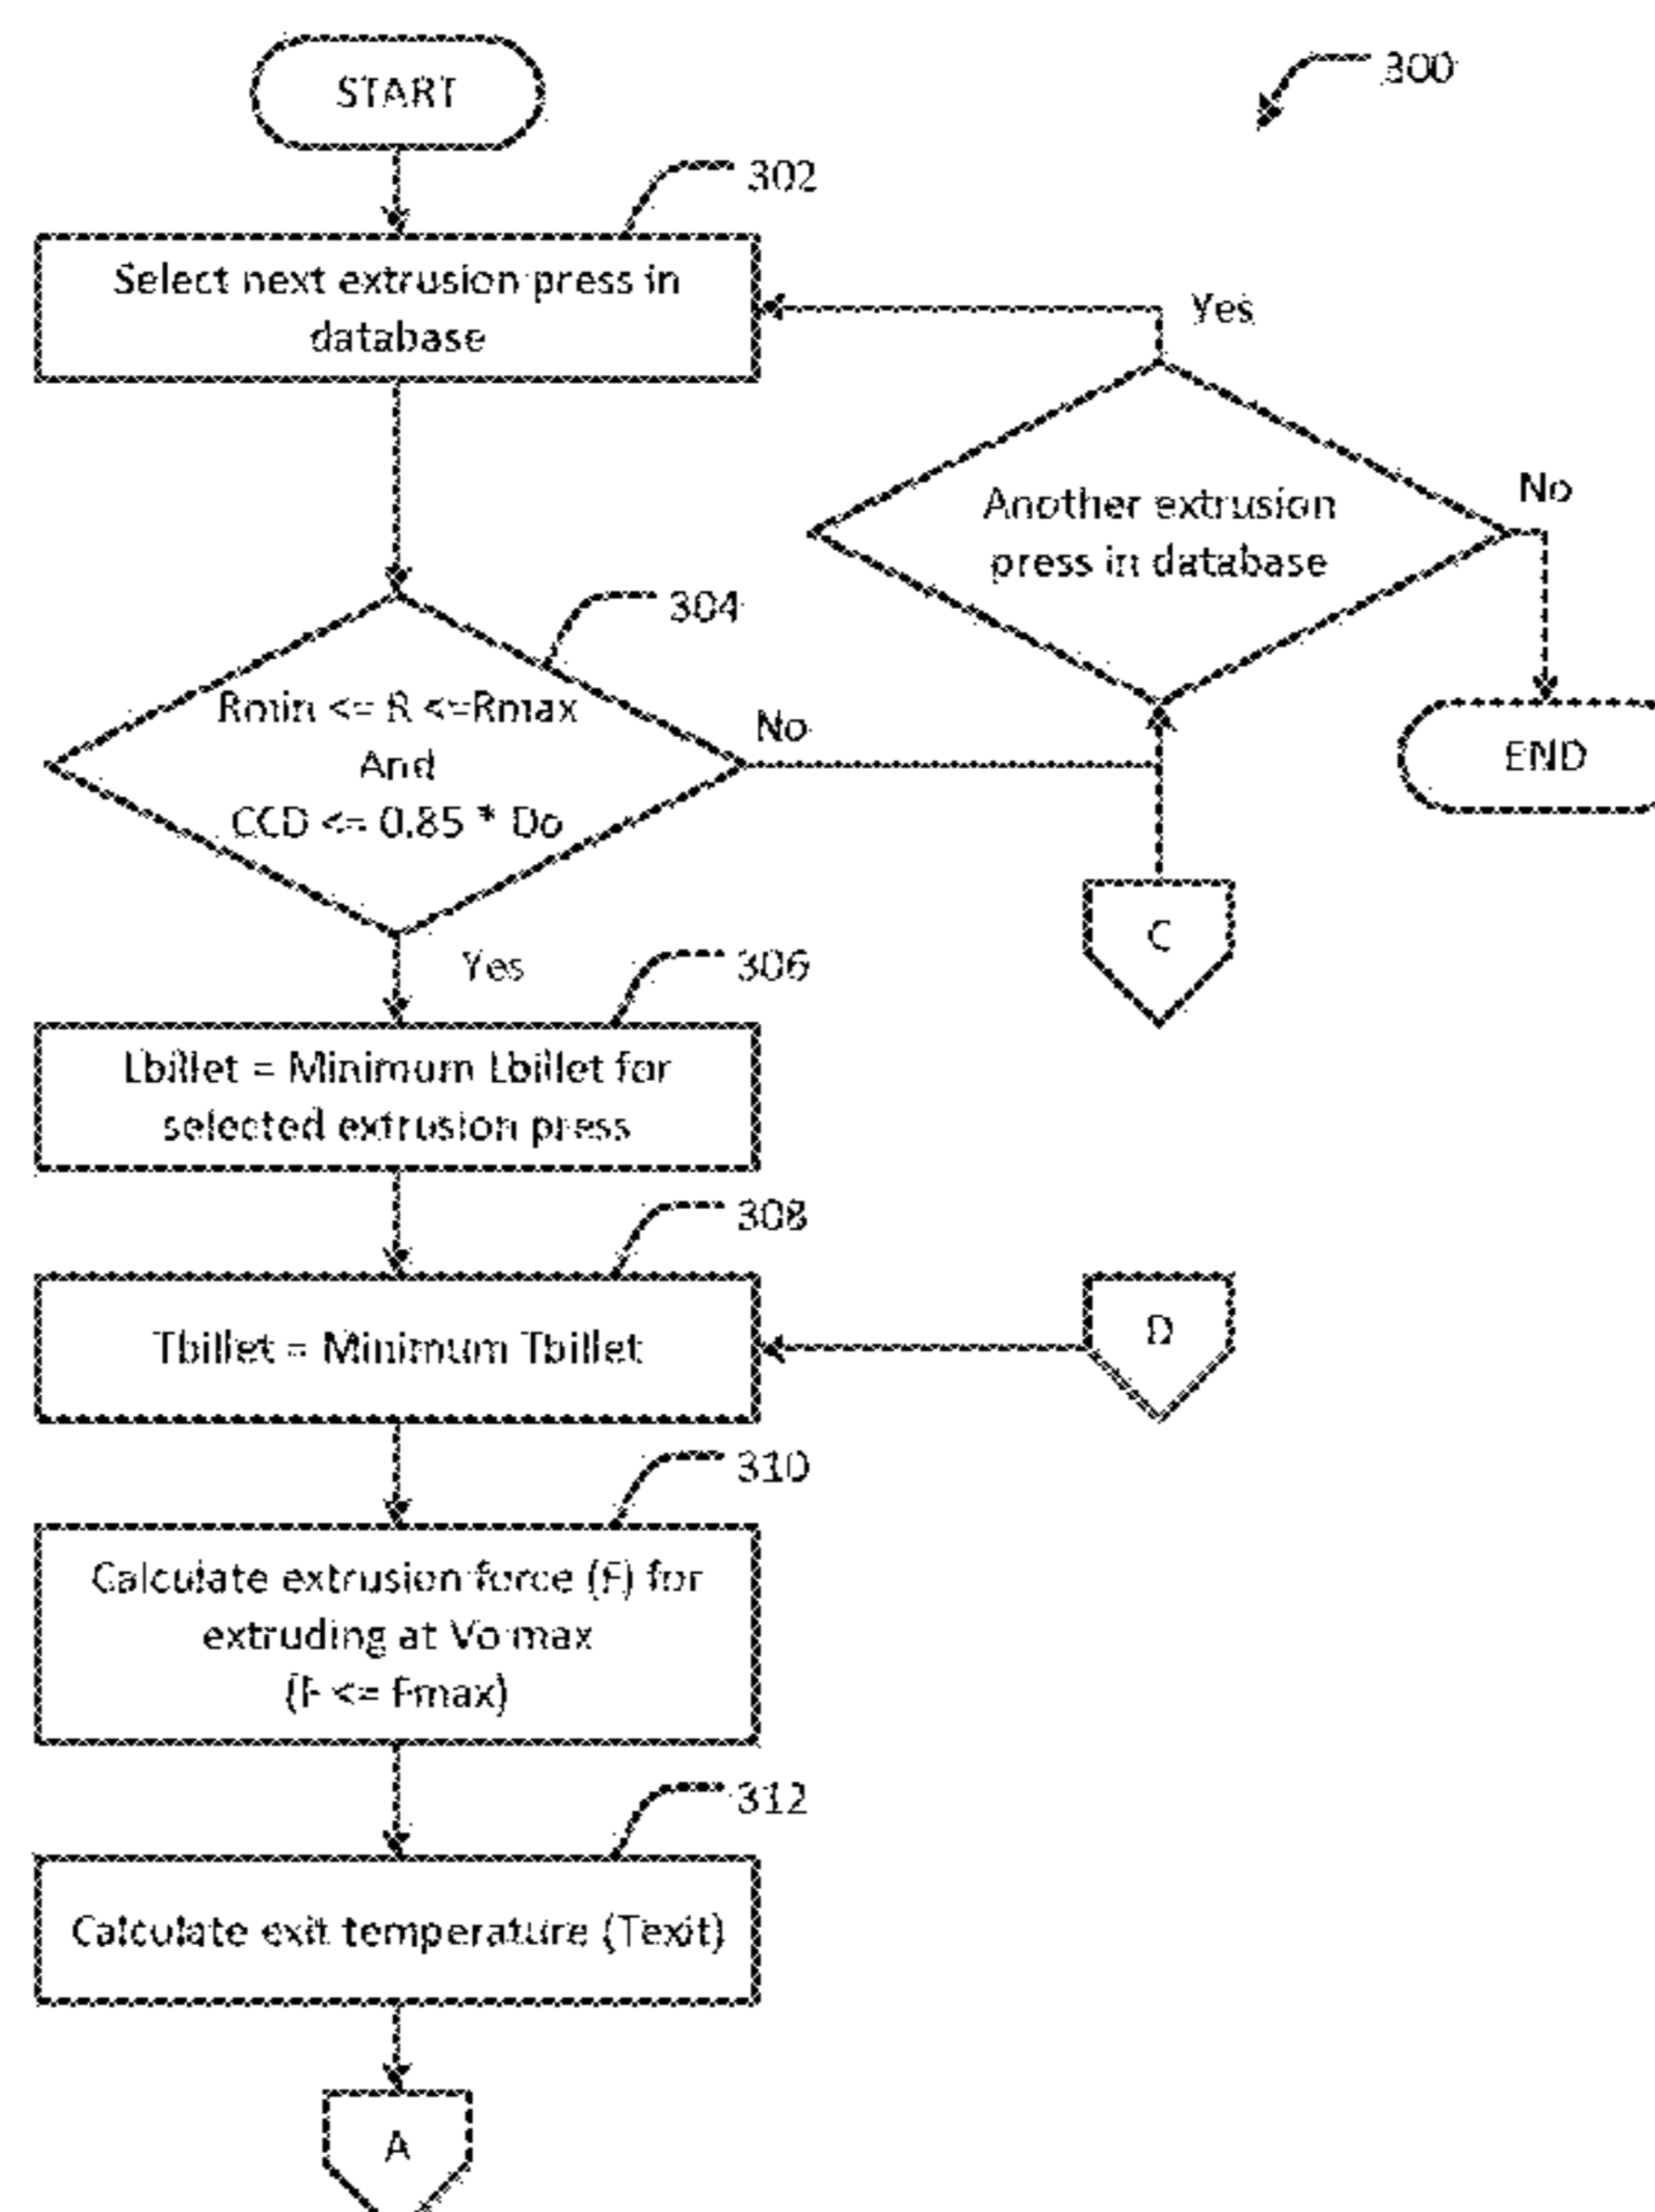 START
300
302
Select next extrusion press in
database
Yes
Another extrusion
press in database
No
304
Rmin <= R <=Rmax
And
CCD <= 0.85 * Do
No
END
C
Yes
306
Lbillet = Minimum Lbillet for
selected extrusion press
308
Tbillet = Minimum Tbillet
D
310
Calculate extrusion force (F) for
extruding at Vo max
(F <= Fmax)
312
Calculate exit temperature (Texit)
A